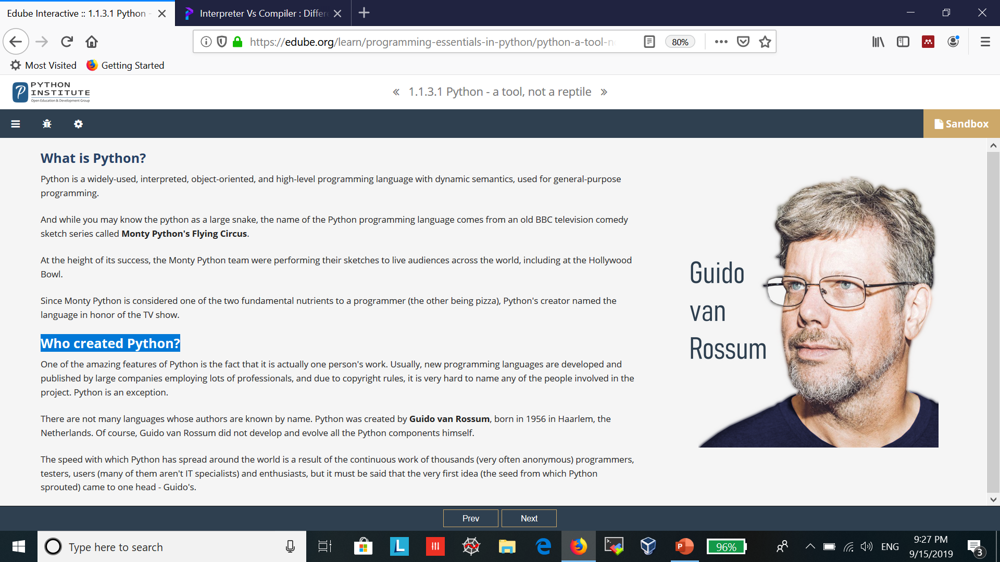 Edube Interactive :: 1.1.3.1 Python -
Interpreter Vs Compiler : Differe
https://edube.org/learn/programming-essentials-in-python/python-a-tool-n
80%
Most Visited
Getting Started
PYTHON
INSTITUTE
Open Education & Development Group
« 1.1.3.1 Python - a tool, not a reptile »
Sandbox
What is Python?
Python is a widely-used, interpreted, object-oriented, and high-level programming language with dynamic semantics, used for general-purpose
programming.
And while you may know the python as a large snake, the name of the Python programming language comes from an old BBC television comedy
sketch series called Monty Python's Flying Circus.
At the height of its success, the Monty Python team were performing their sketches to live audiences across the world, including at the Hollywood
Bowl.
Since Monty Python is considered one of the two fundamental nutrients to a programmer (the other being pizza), Python's creator named the
language in honor of the TV show.
Who created Python?
One of the amazing features of Python is the fact that it is actually one person's work. Usually, new programming languages are developed and
published by large companies employing lots of professionals, and due to copyright rules, it is very hard to name any of the people involved in the
project. Python is an exception.
There are not many languages whose authors are known by name. Python was created by Guido van Rossum, born in 1956 in Haarlem, the
Netherlands. Of course, Guido van Rossum did not develop and evolve all the Python components himself.
The speed with which Python has spread around the world is a result of the continuous work of thousands (very often anonymous) programmers,
testers, users (many of them aren't IT specialists) and enthusiasts, but it must be said that the very first idea (the seed from which Python
sprouted) came to one head - Guido's.
Guido
van
Rossum
Prev
Next
Type here to search
96%
ENG
9:27 PM
9/15/2019
3